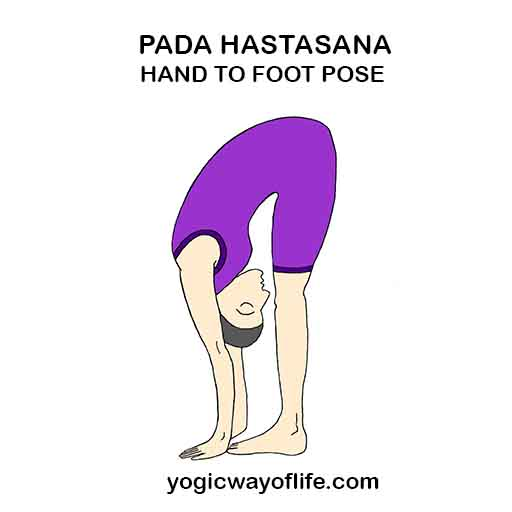 PADA HASTASANA
HAND TO FOOT POSE
yogicwayoflife.com